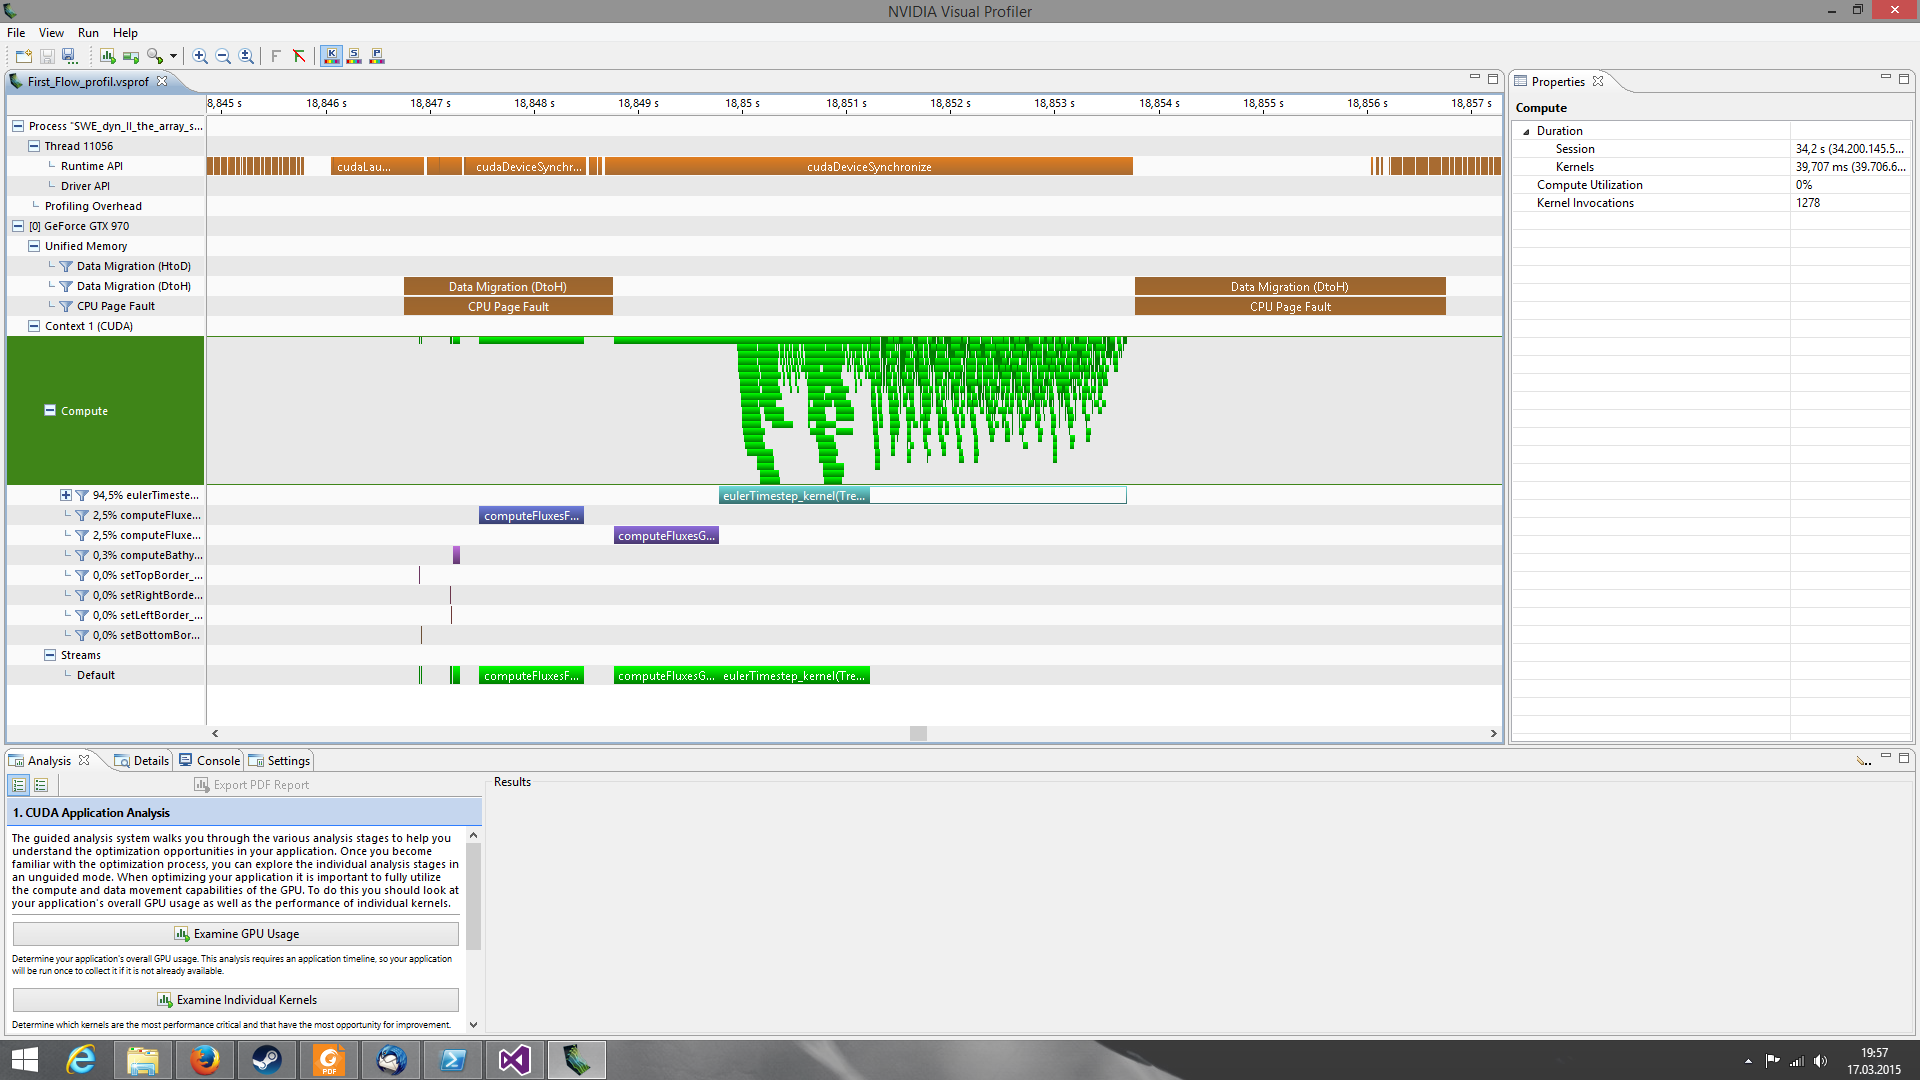 NVIDIA Visual Profiler
File View Run Help
First_Flow_profil.vsprof
8,845 s 18,846 s 18,847 s 18,848 s 18,849 s 18,85 s 18,851 s 18,852 s 18,853 s 18,854 s 18,855 s 18,856 s 18,857 s
Process "SWE_dyn_II_the_array_s...
Thread 11056
Runtime API
cudaLau... cudaDeviceSynchr... cudaDeviceSynchronize
Driver API
Profiling Overhead
[0] GeForce GTX 970
Unified Memory
Data Migration (HtoD)
Data Migration (DtoH)
Data Migration (DtoH) Data Migration (DtoH)
CPU Page Fault
CPU Page Fault CPU Page Fault
Context 1 (CUDA)
Compute
94,5% eulerTimeste...
eulerTimestep_kernel(Tre...
2,5% computeFluxe...
computeFluxesF...
2,5% computeFluxe...
computeFluxesG...
0,3% computeBathy...
0,0% setTopBorder_...
0,0% setRightBorde...
0,0% setLeftBorder_...
0,0% setBottomBor...
Streams
Default
computeFluxesF... computeFluxesG... eulerTimestep_kernel(Tre...
Properties
Compute
Duration
Session 34,2 s (34.200.145.5...
Kernels 39,707 ms (39.706.6...
Compute Utilization 0%
Kernel Invocations 1278
Analysis Details Console Settings
Export PDF Report
Results
1. CUDA Application Analysis
The guided analysis system walks you through the various analysis stages to help you
understand the optimization opportunities in your application. Once you become
familiar with the optimization process, you can explore the individual analysis stages in
an unguided mode. When optimizing your application it is important to fully utilize
the compute and data movement capabilities of the GPU. To do this you should look at
your application's overall GPU usage as well as the performance of individual kernels.
Examine GPU Usage
Determine your application's overall GPU usage. This analysis requires an application timeline, so your application
will be run once to collect it if it is not already available.
Examine Individual Kernels
Determine which kernels are the most performance critical and that have the most opportunity for improvement.
PDF
19:57
17.03.2015